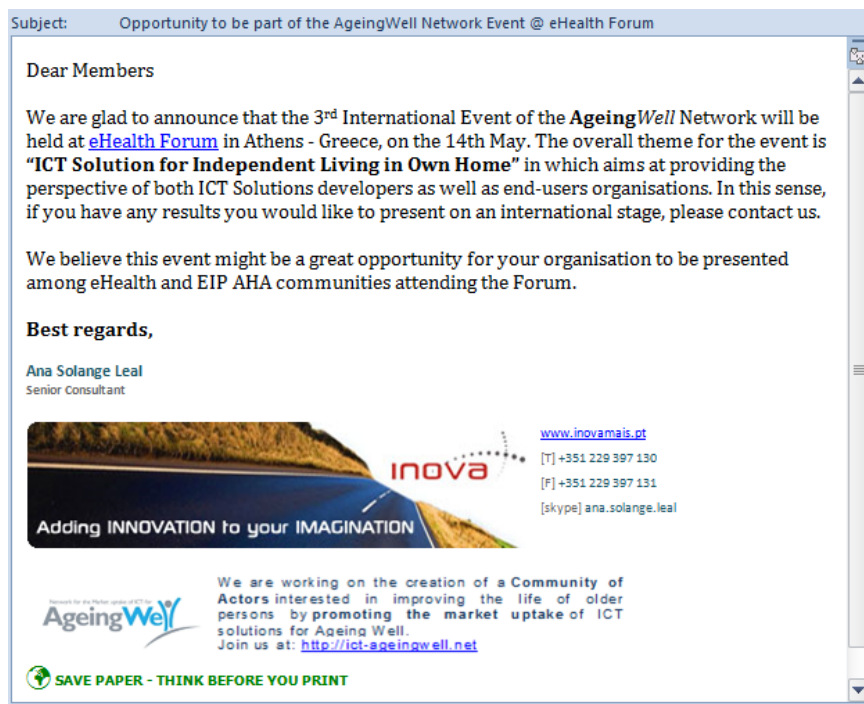 Subject: Opportunity to be part of the AgeingWell Network Event @ eHealth Forum
Dear Members
We are glad to announce that the 3rd International Event of the AgeingWell Network will be
held at eHealth Forum in Athens - Greece, on the 14th May. The overall theme for the event is
“ICT Solution for Independent Living in Own Home” in which aims at providing the
perspective of both ICT Solutions developers as well as end-users organisations. In this sense,
if you have any results you would like to present on an international stage, please contact us.
We believe this event might be a great opportunity for your organisation to be presented
among eHealth and EIP AHA communities attending the Forum.
Best regards,
Ana Solange Leal
Senior Consultant
inova
Adding INNOVATION to your IMAGINATION
www.inovamais.pt
[T] +351 229 397 130
[F] +351 229 397 131
[skype] ana.solange.leal
Network for the Market uptake of ICT for
AgeingWell
We are working on the creation of a Community of
Actors interested in improving the life of older
persons by promoting the market uptake of ICT
solutions for Ageing Well.
Join us at: http://ict-ageingwell.net
SAVE PAPER - THINK BEFORE YOU PRINT